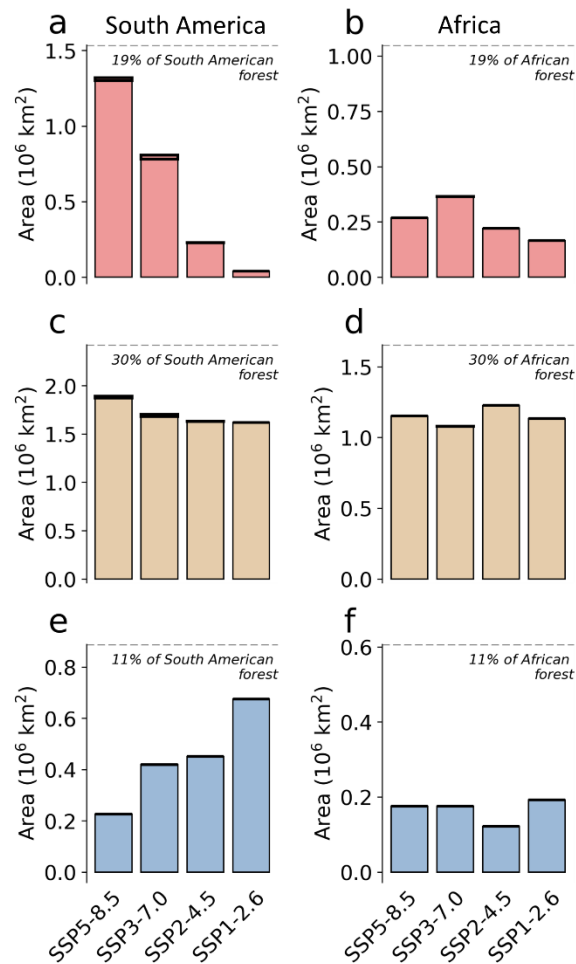 a South America
b Africa
1.5
1.0
0.5
0.0
Area (10⁶ km²)
19% of South American
forest
1.00
0.75
0.50
0.25
0.00
Area (10⁶ km²)
19% of African
forest
c
2.0
1.5
1.0
0.5
0.0
Area (10⁶ km²)
30% of South American
forest
d
1.5
1.0
0.5
0.0
Area (10⁶ km²)
30% of African
forest
e
0.8
0.6
0.4
0.2
0.0
Area (10⁶ km²)
11% of South American
forest
SSP5-8.5
SSP3-7.0
SSP2-4.5
SSP1-2.6
f
0.6
0.4
0.2
0.0
Area (10⁶ km²)
11% of African
forest
SSP5-8.5
SSP3-7.0
SSP2-4.5
SSP1-2.6